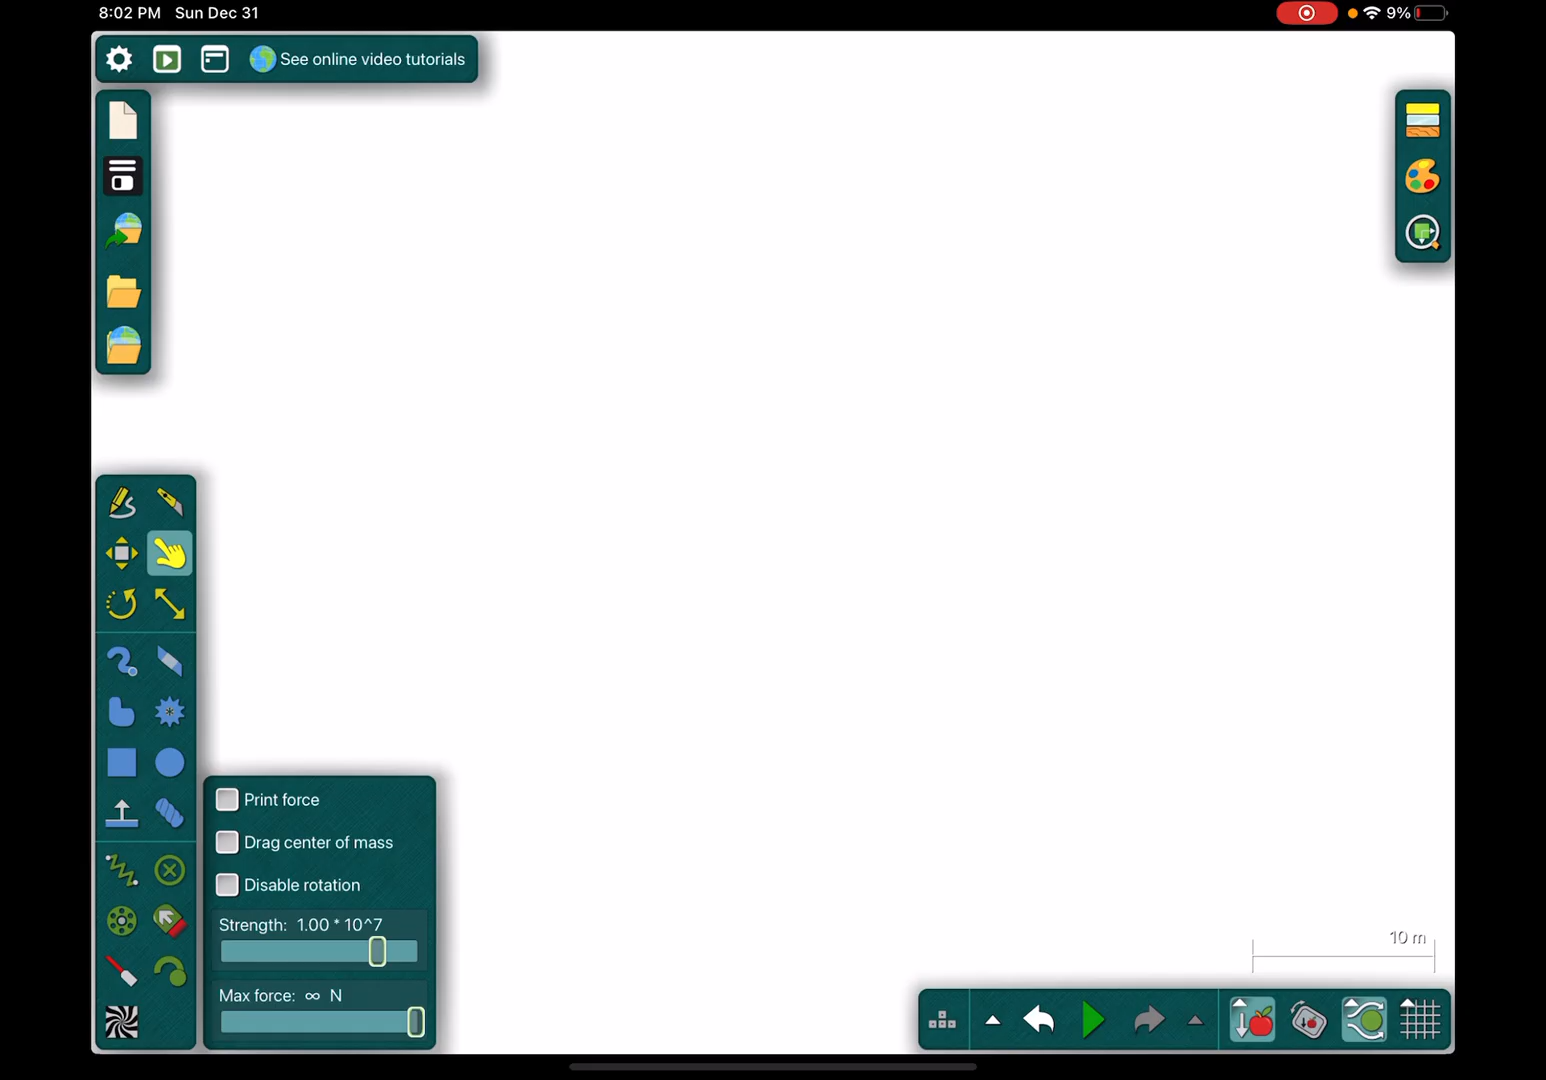 8:02 PM Sun Dec 31
9%
See online video tutorials
Print force
Drag center of mass
Disable rotation
Strength: 1.00 * 10^7
Max force: ∞ N
10 m